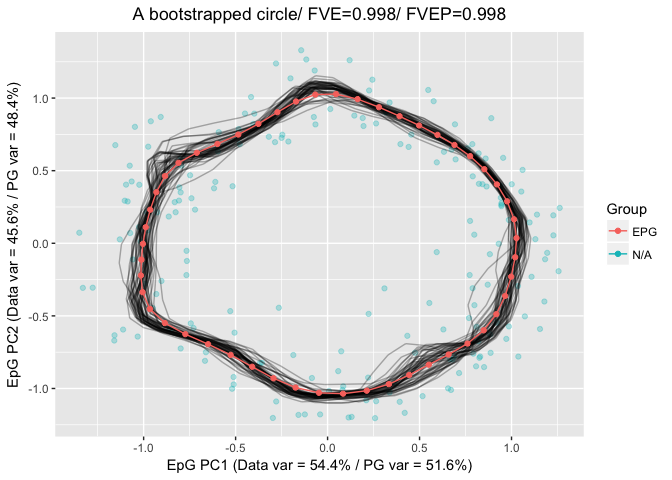 A bootstrapped circle/ FVE=0.998/ FVEP=0.998
EpG PC2 (Data var = 45.6% / PG var = 48.4%)
1.0
0.5
0.0
-0.5
-1.0
-1.0 -0.5 0.0 0.5 1.0
EpG PC1 (Data var = 54.4% / PG var = 51.6%)
Group
EPG
N/A